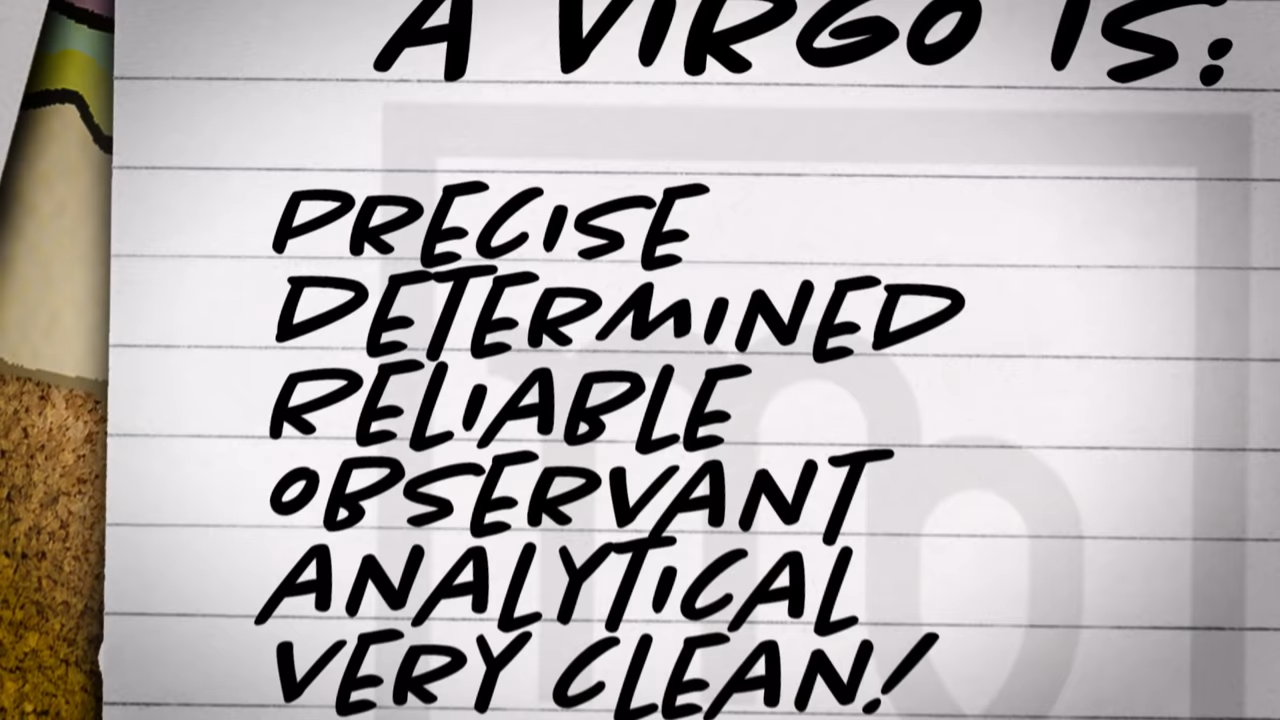 A VIRGO IS:
PRECISE
DETERMINED
RELIABLE
OBSERVANT
ANALYTICAL
VERY CLEAN!